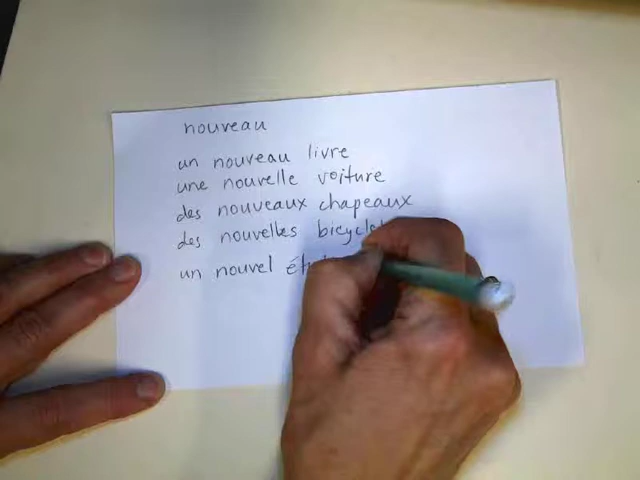 nouveau
un nouveau livre
une nouvelle voiture
des nouveaux chapeaux
des nouvelles
un nouvel